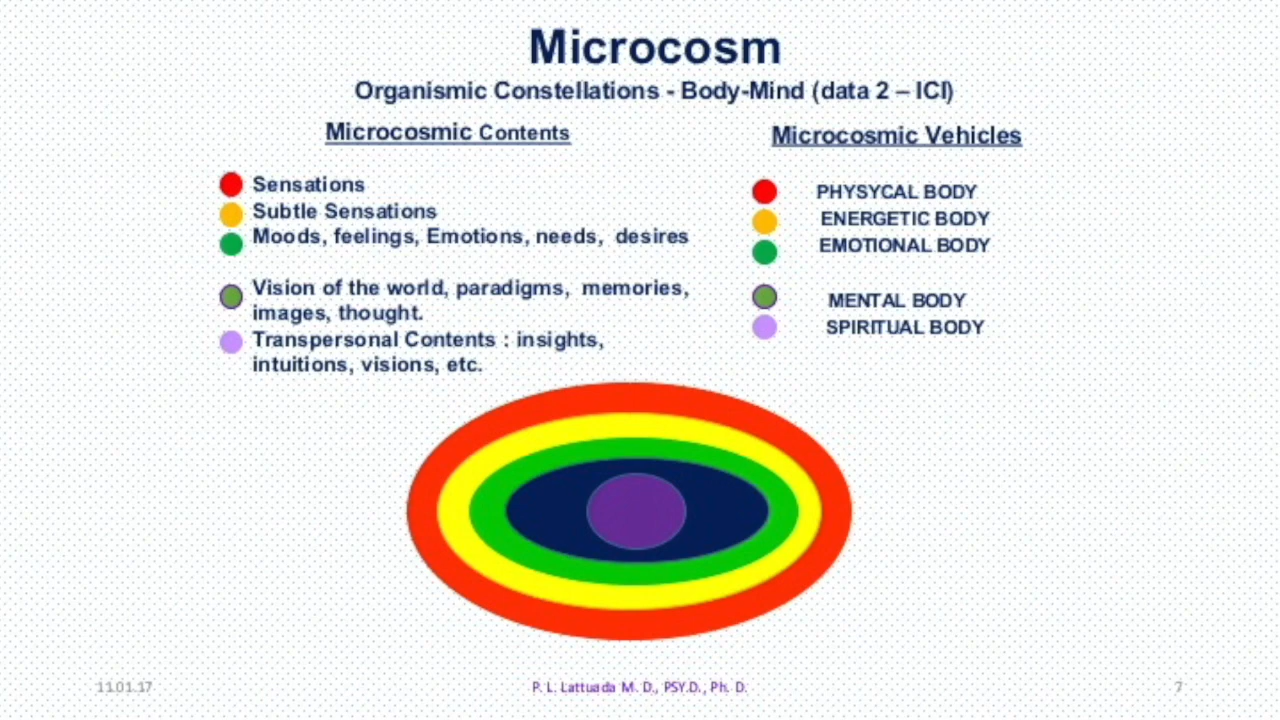 Microcosm
Organismic Constellations - Body-Mind (data 2 – ICI)
Microcosmic Contents
Sensations
Subtle Sensations
Moods, feelings, Emotions, needs, desires
Vision of the world, paradigms, memories,
images, thought.
Transpersonal Contents : insights,
intuitions, visions, etc.
Microcosmic Vehicles
PHYSYCAL BODY
ENERGETIC BODY
EMOTIONAL BODY
MENTAL BODY
SPIRITUAL BODY
11.01.17
P. L. Lattuada M. D., PSY.D., Ph. D.
7